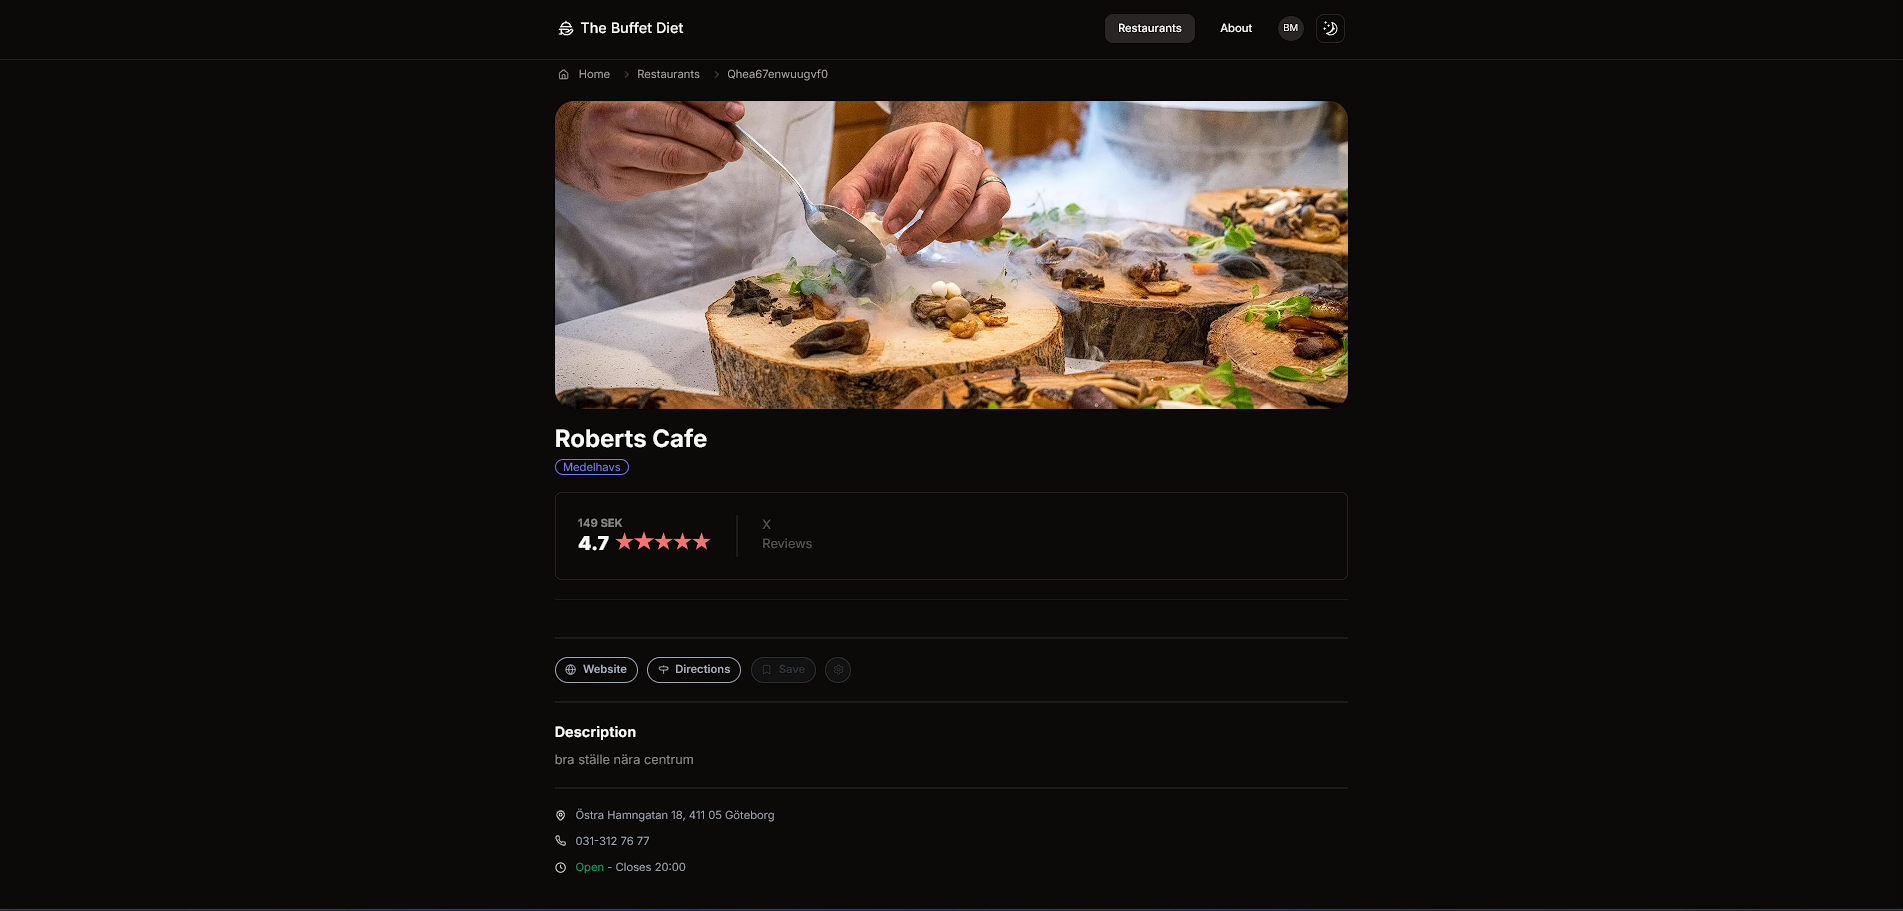 The Buffet Diet
Restaurants
About
BM
Home
Restaurants
Qhea67enwuugvf0
Roberts Cafe
Medelhavs
149 SEK
4.7
X
Reviews
Website
Directions
Save
Description
bra ställe nära centrum
Östra Hamngatan 18, 411 05 Göteborg
031-312 76 77
Open - Closes 20:00